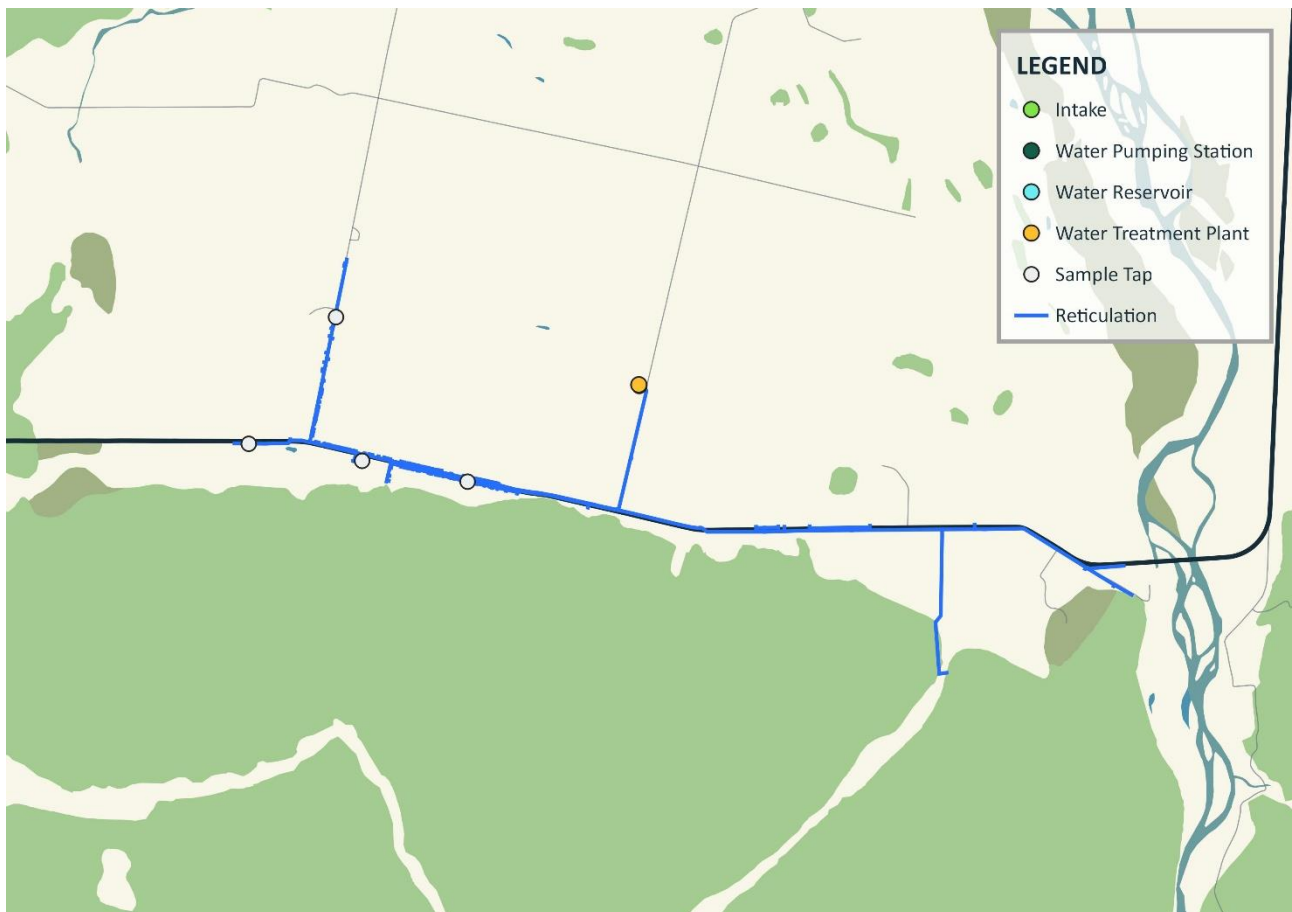 LEGEND
Intake
Water Pumping Station
Water Reservoir
Water Treatment Plant
Sample Tap
Reticulation